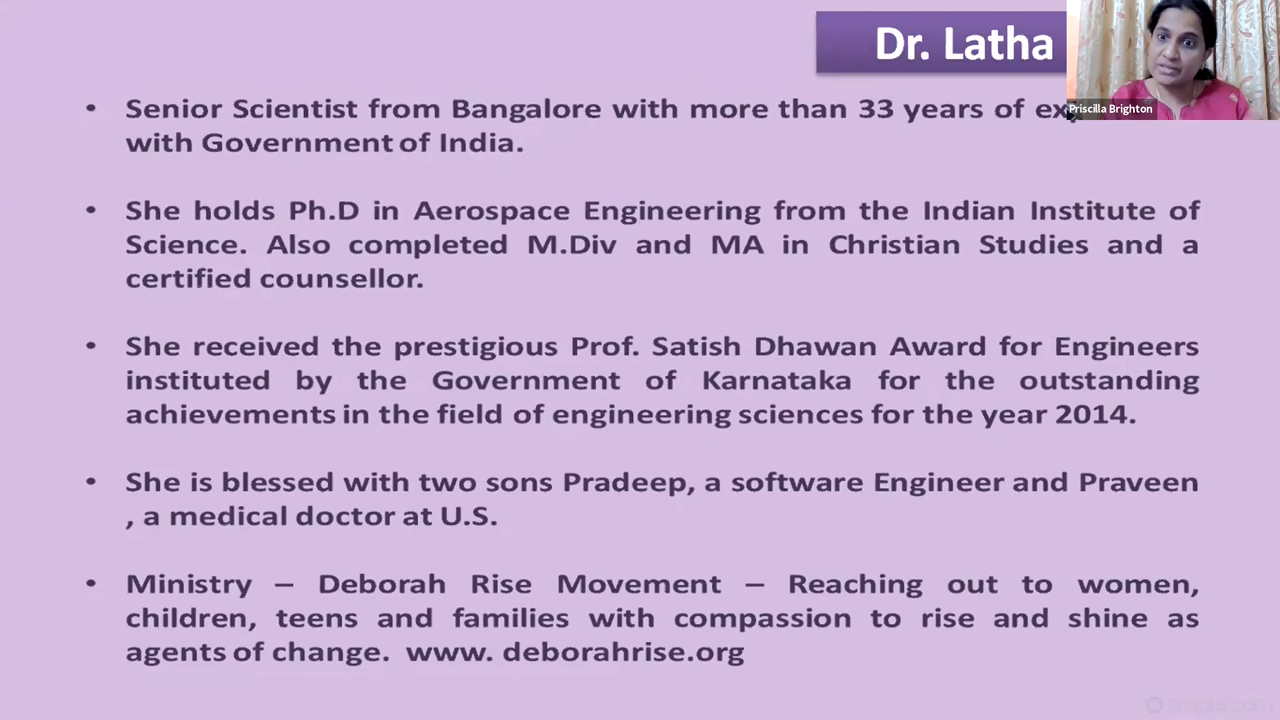 Dr. Latha
Priscilla Brighton
• Senior Scientist from Bangalore with more than 33 years of
with Government of India.
• She holds Ph.D in Aerospace Engineering from the Indian Institute of
Science. Also completed M.Div and MA in Christian Studies and a
certified counsellor.
• She received the prestigious Prof. Satish Dhawan Award for Engineers
instituted by the Government of Karnataka for the outstanding
achievements in the field of engineering sciences for the year 2014.
• She is blessed with two sons Pradeep, a software Engineer and Praveen
, a medical doctor at U.S.
• Ministry – Deborah Rise Movement – Reaching out to women,
children, teens and families with compassion to rise and shine as
agents of change. www. deborahrise.org